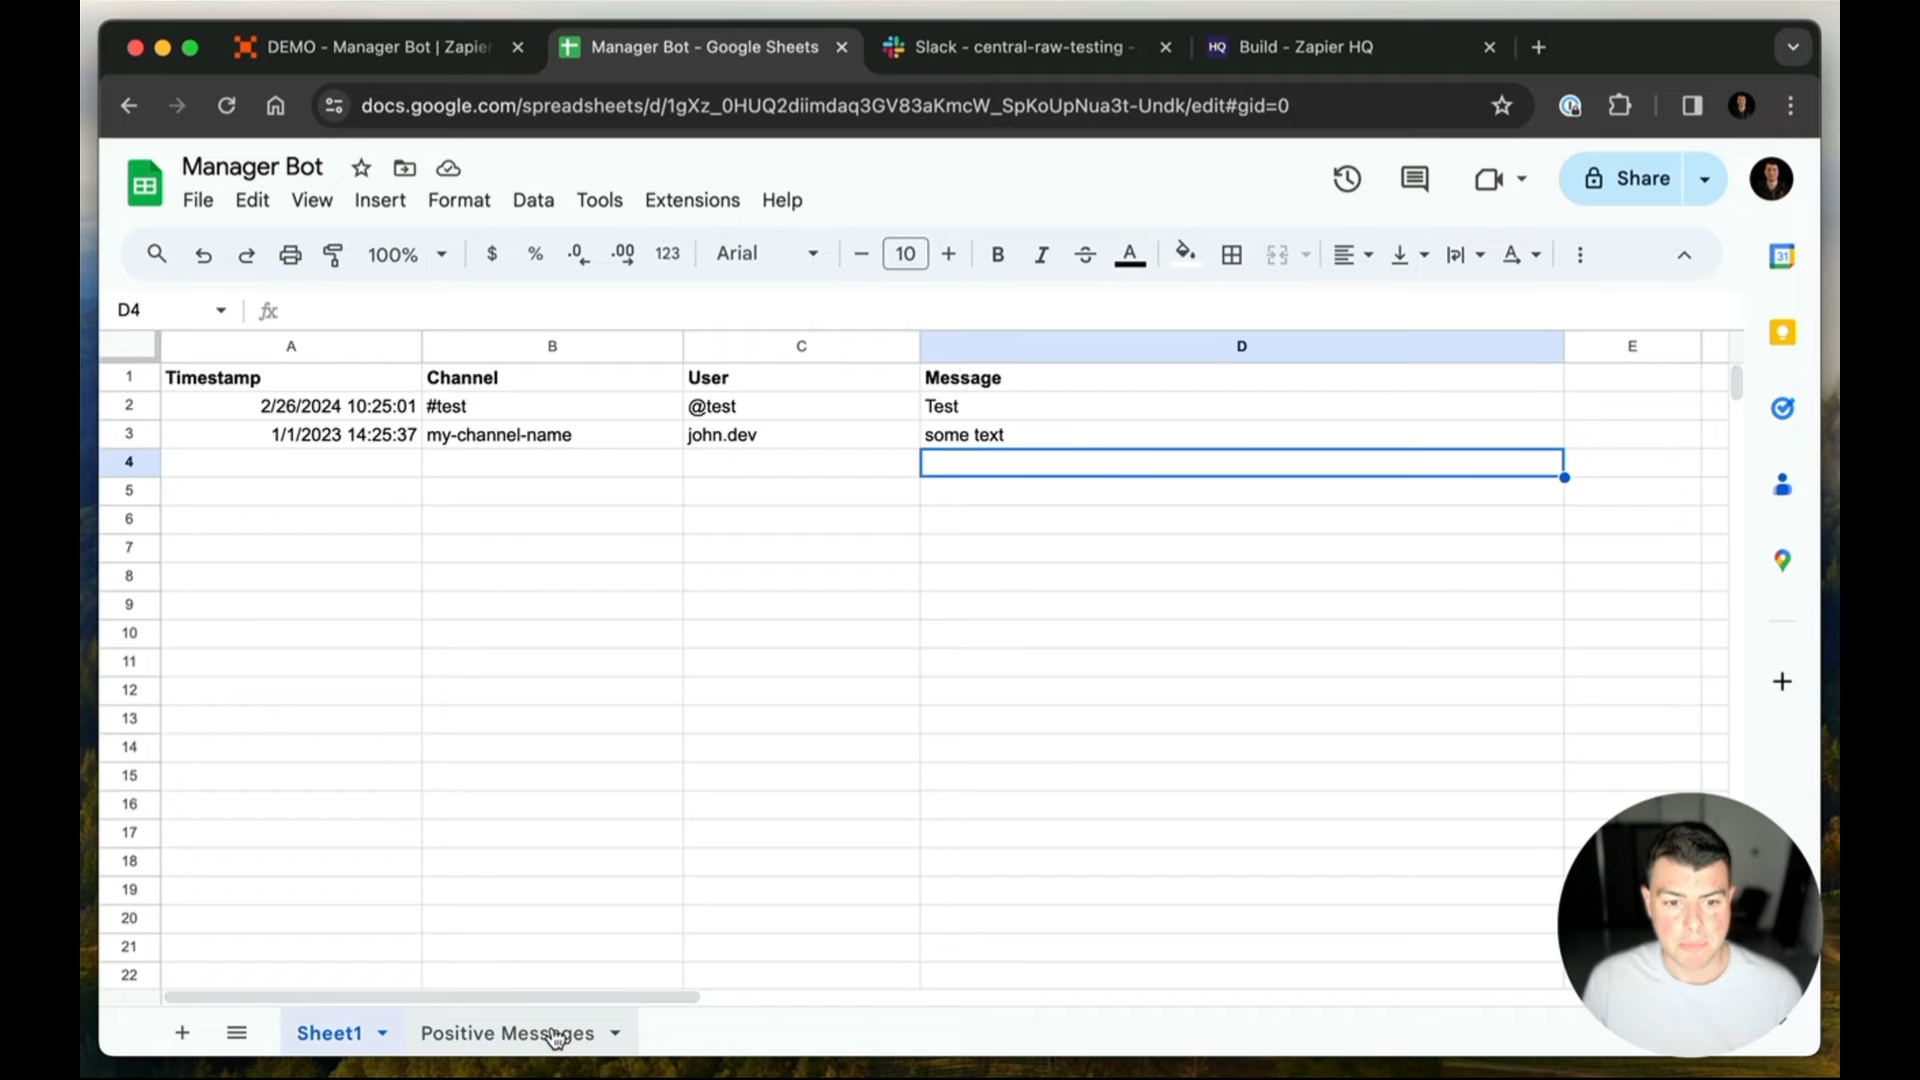 DEMO - Manager Bot | Zapier
Manager Bot - Google Sheets
Slack - central-raw-testing -
HQ Build - Zapier HQ
docs.google.com/spreadsheets/d/1gXz_0HUQ2diimdaq3GV83aKmcW_SpKoUpNua3t-Undk/edit#gid=0
Manager Bot
Share
File Edit View Insert Format Data Tools Extensions Help
100% $ % .0 .00 123 Arial 10 B I A A
31
D4 fx
A B C D E
1 Timestamp Channel User Message
2 2/26/2024 10:25:01 #test @test Test
3 1/1/2023 14:25:37 my-channel-name john.dev some text
4
5
6
7
8
9
10
11
12
13
14
15
16
17
18
19
20
21
22
Sheet1 Positive Messages